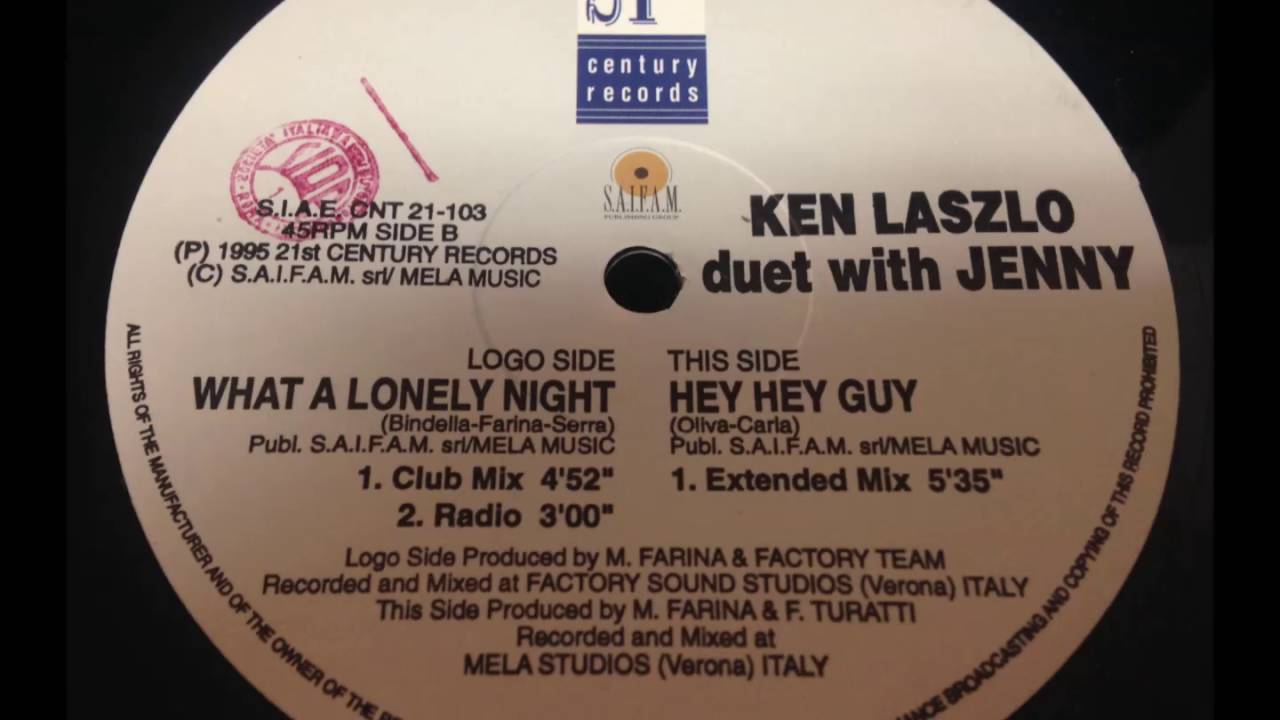 21
century
records
S.I.A.E. CNT 21-103
45RPM SIDE B
(P) 1995 21st CENTURY RECORDS
(C) S.A.I.F.A.M. srl/ MELA MUSIC
S.A.I.F.A.M.
PUBLISHING GROUP
KEN LASZLO
duet with JENNY
LOGO SIDE
WHAT A LONELY NIGHT
(Bindella-Farina-Serra)
Publ. S.A.I.F.A.M. srl/MELA MUSIC
1. Club Mix 4'52"
2. Radio 3'00"
THIS SIDE
HEY HEY GUY
(Oliva-Carla)
Publ. S.A.I.F.A.M. srl/MELA MUSIC
1. Extended Mix 5'35"
Logo Side Produced by M. FARINA & FACTORY TEAM
Recorded and Mixed at FACTORY SOUND STUDIOS (Verona) ITALY
This Side Produced by M. FARINA & F. TURATTI
Recorded and Mixed at
MELA STUDIOS (Verona) ITALY
ALL RIGHTS OF THE MANUFACTURER AND OF THE OWNER OF THE
BROADCASTING AND COPYING OF THIS RECORD PROHIBITED